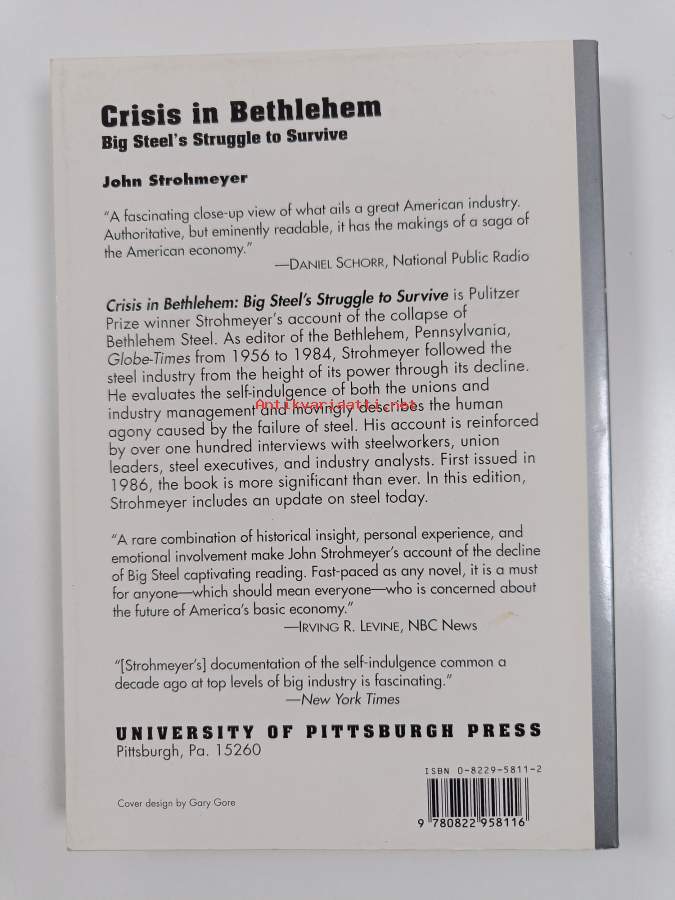 Crisis in Bethlehem
Big Steel's Struggle to Survive
John Strohmeyer
"A fascinating close-up view of what ails a great American industry.
Authoritative, but eminently readable, it has the makings of a saga of
the American economy."
—DANIEL SCHORR, National Public Radio
Crisis in Bethlehem: Big Steel's Struggle to Survive is Pulitzer
Prize winner Strohmeyer's account of the collapse of
Bethlehem Steel. As editor of the Bethlehem, Pennsylvania,
Globe-Times from 1956 to 1984, Strohmeyer followed the
steel industry from the height of its power through its decline.
He evaluates the self-indulgence of both the unions and
industry management and movingly describes the human
Antikvariaatti.net
agony caused by the failure of steel. His account is reinforced
by over one hundred interviews with steelworkers, union
leaders, steel executives, and industry analysts. First issued in
1986, the book is more significant than ever. In this edition,
Strohmeyer includes an update on steel today.
"A rare combination of historical insight, personal experience, and
emotional involvement make John Strohmeyer's account of the decline
of Big Steel captivating reading. Fast-paced as any novel, it is a must
for anyone—which should mean everyone—who is concerned about
the future of America's basic economy."
—IRVING R. LEVINE, NBC News
"[Strohmeyer's] documentation of the self-indulgence common a
decade ago at top levels of big industry is fascinating."
—New York Times
UNIVERSITY OF PITTSBURGH PRESS
Pittsburgh, Pa. 15260
ISBN 0-8229-5811-2
Cover design by Gary Gore
9 780822 958116